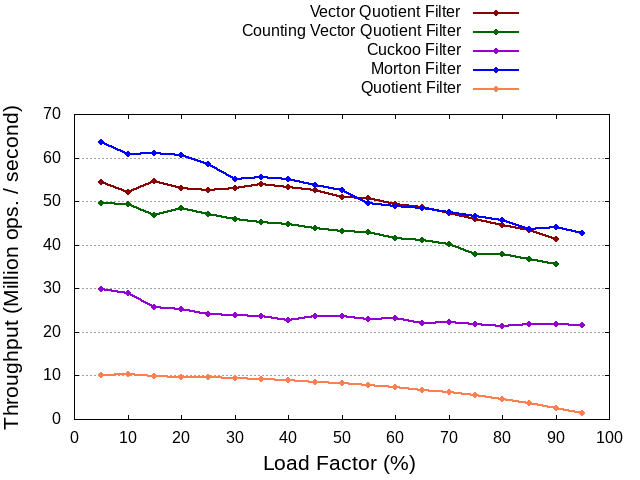 Vector Quotient Filter
Counting Vector Quotient Filter
Cuckoo Filter
Morton Filter
Quotient Filter
Throughput (Million ops. / second)
70
60
50
40
30
20
10
0
0 10 20 30 40 50 60 70 80 90 100
Load Factor (%)